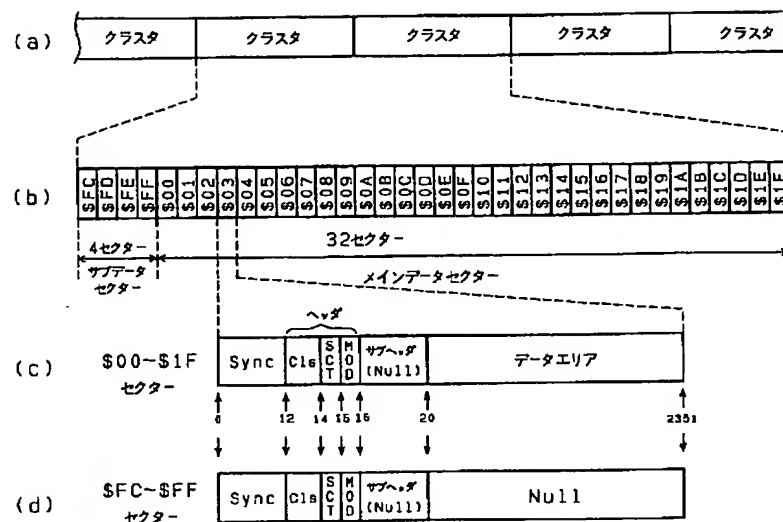 (a) クラスタ クラスタ クラスタ クラスタ クラスタ
(b) $FC $FD $FE $FF $00 $01 $02 $03 $04 $05 $06 $07 $08 $09 $0A $0B $0C $0D $0E $0F $10 $11 $12 $13 $14 $15 $16 $17 $18 $19 $1A $1B $1C $1D $1E $1F
4セクター 32セクター
サブデータ メインデータセクター
セクター
ヘッダ
(c) $00~$1F Sync Cls SCT MOD サブヘッダ データエリア
セクター (Null)
0 12 14 15 16 20 2351
(d) $FC~$FF Sync Cls SCT MOD サブヘッダ Null
セクター (Null)